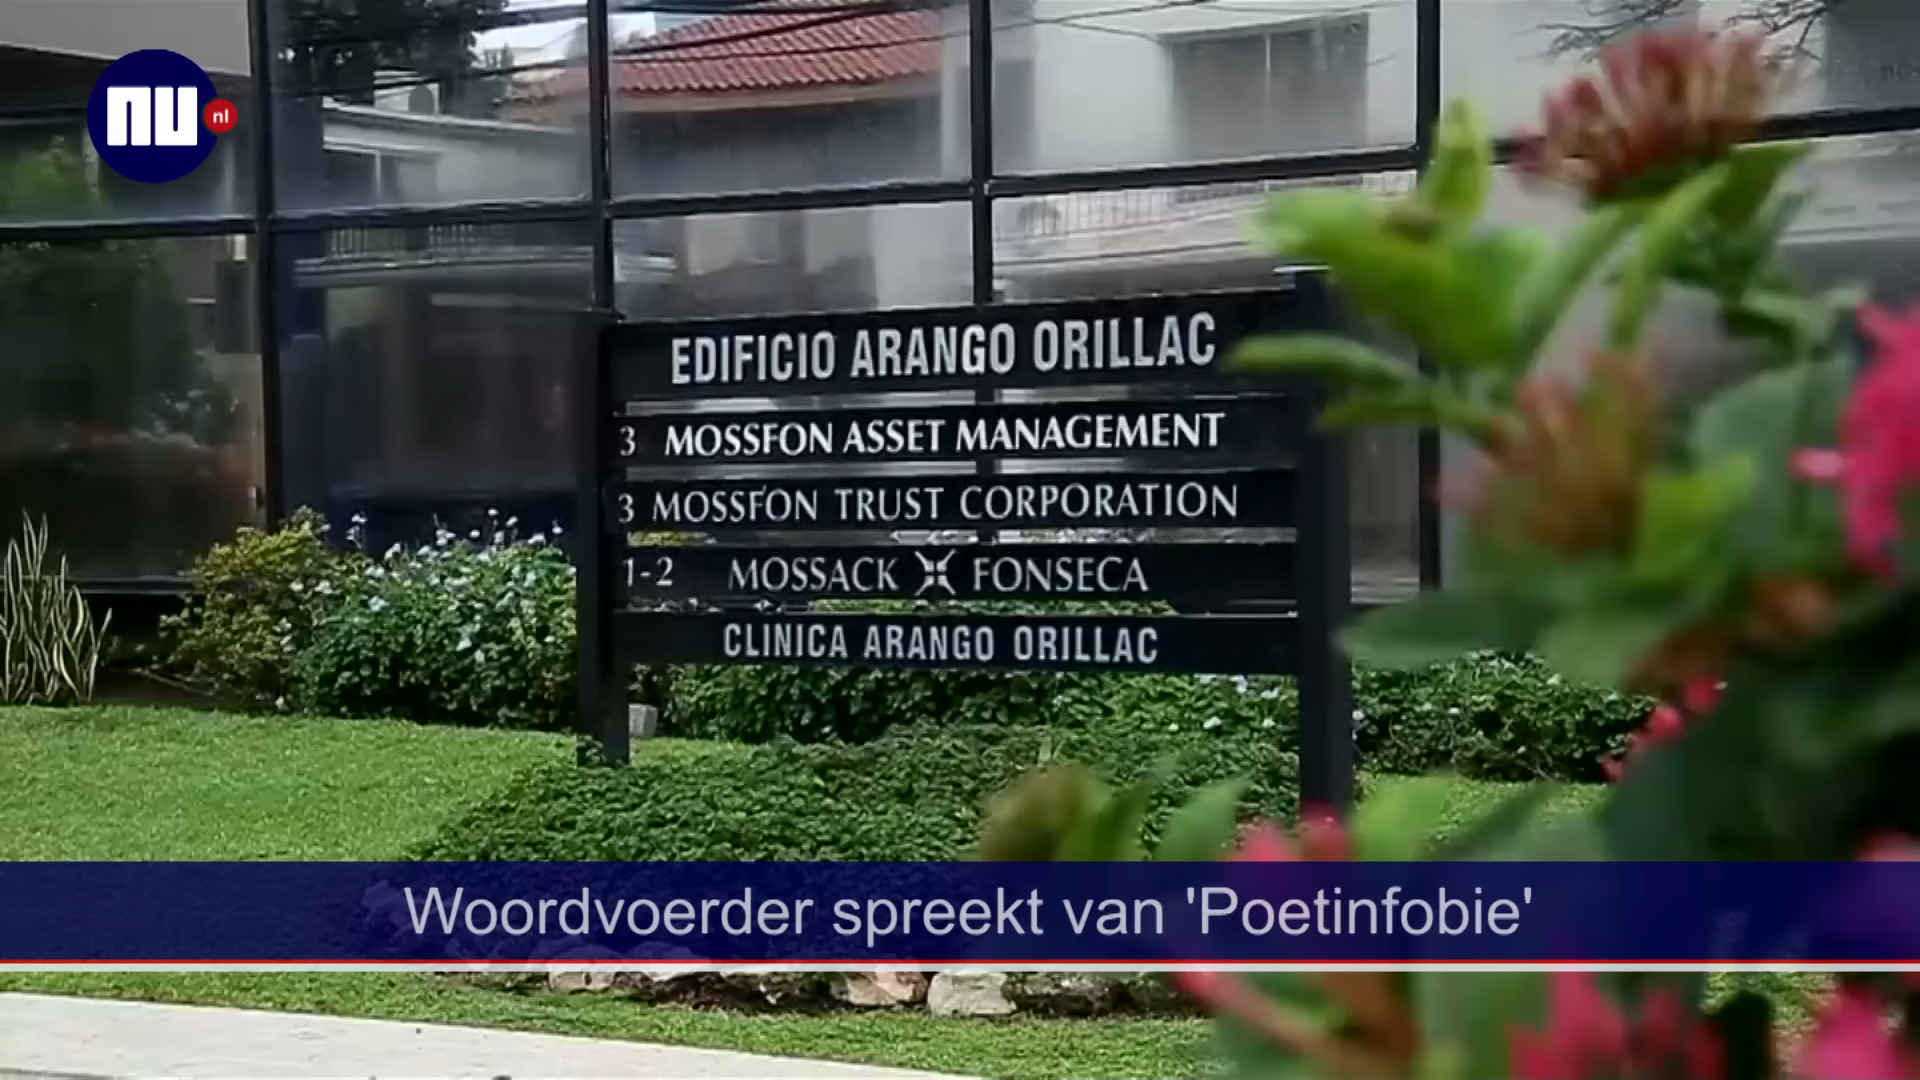 NU
nl
EDIFICIO ARANGO ORILLAC
3 MOSSFON ASSET MANAGEMENT
3 MOSSFON TRUST CORPORATION
1-2 MOSSACK FONSECA
CLINICA ARANGO ORILLAC
Woordvoerder spreekt van 'Poetinfobie'